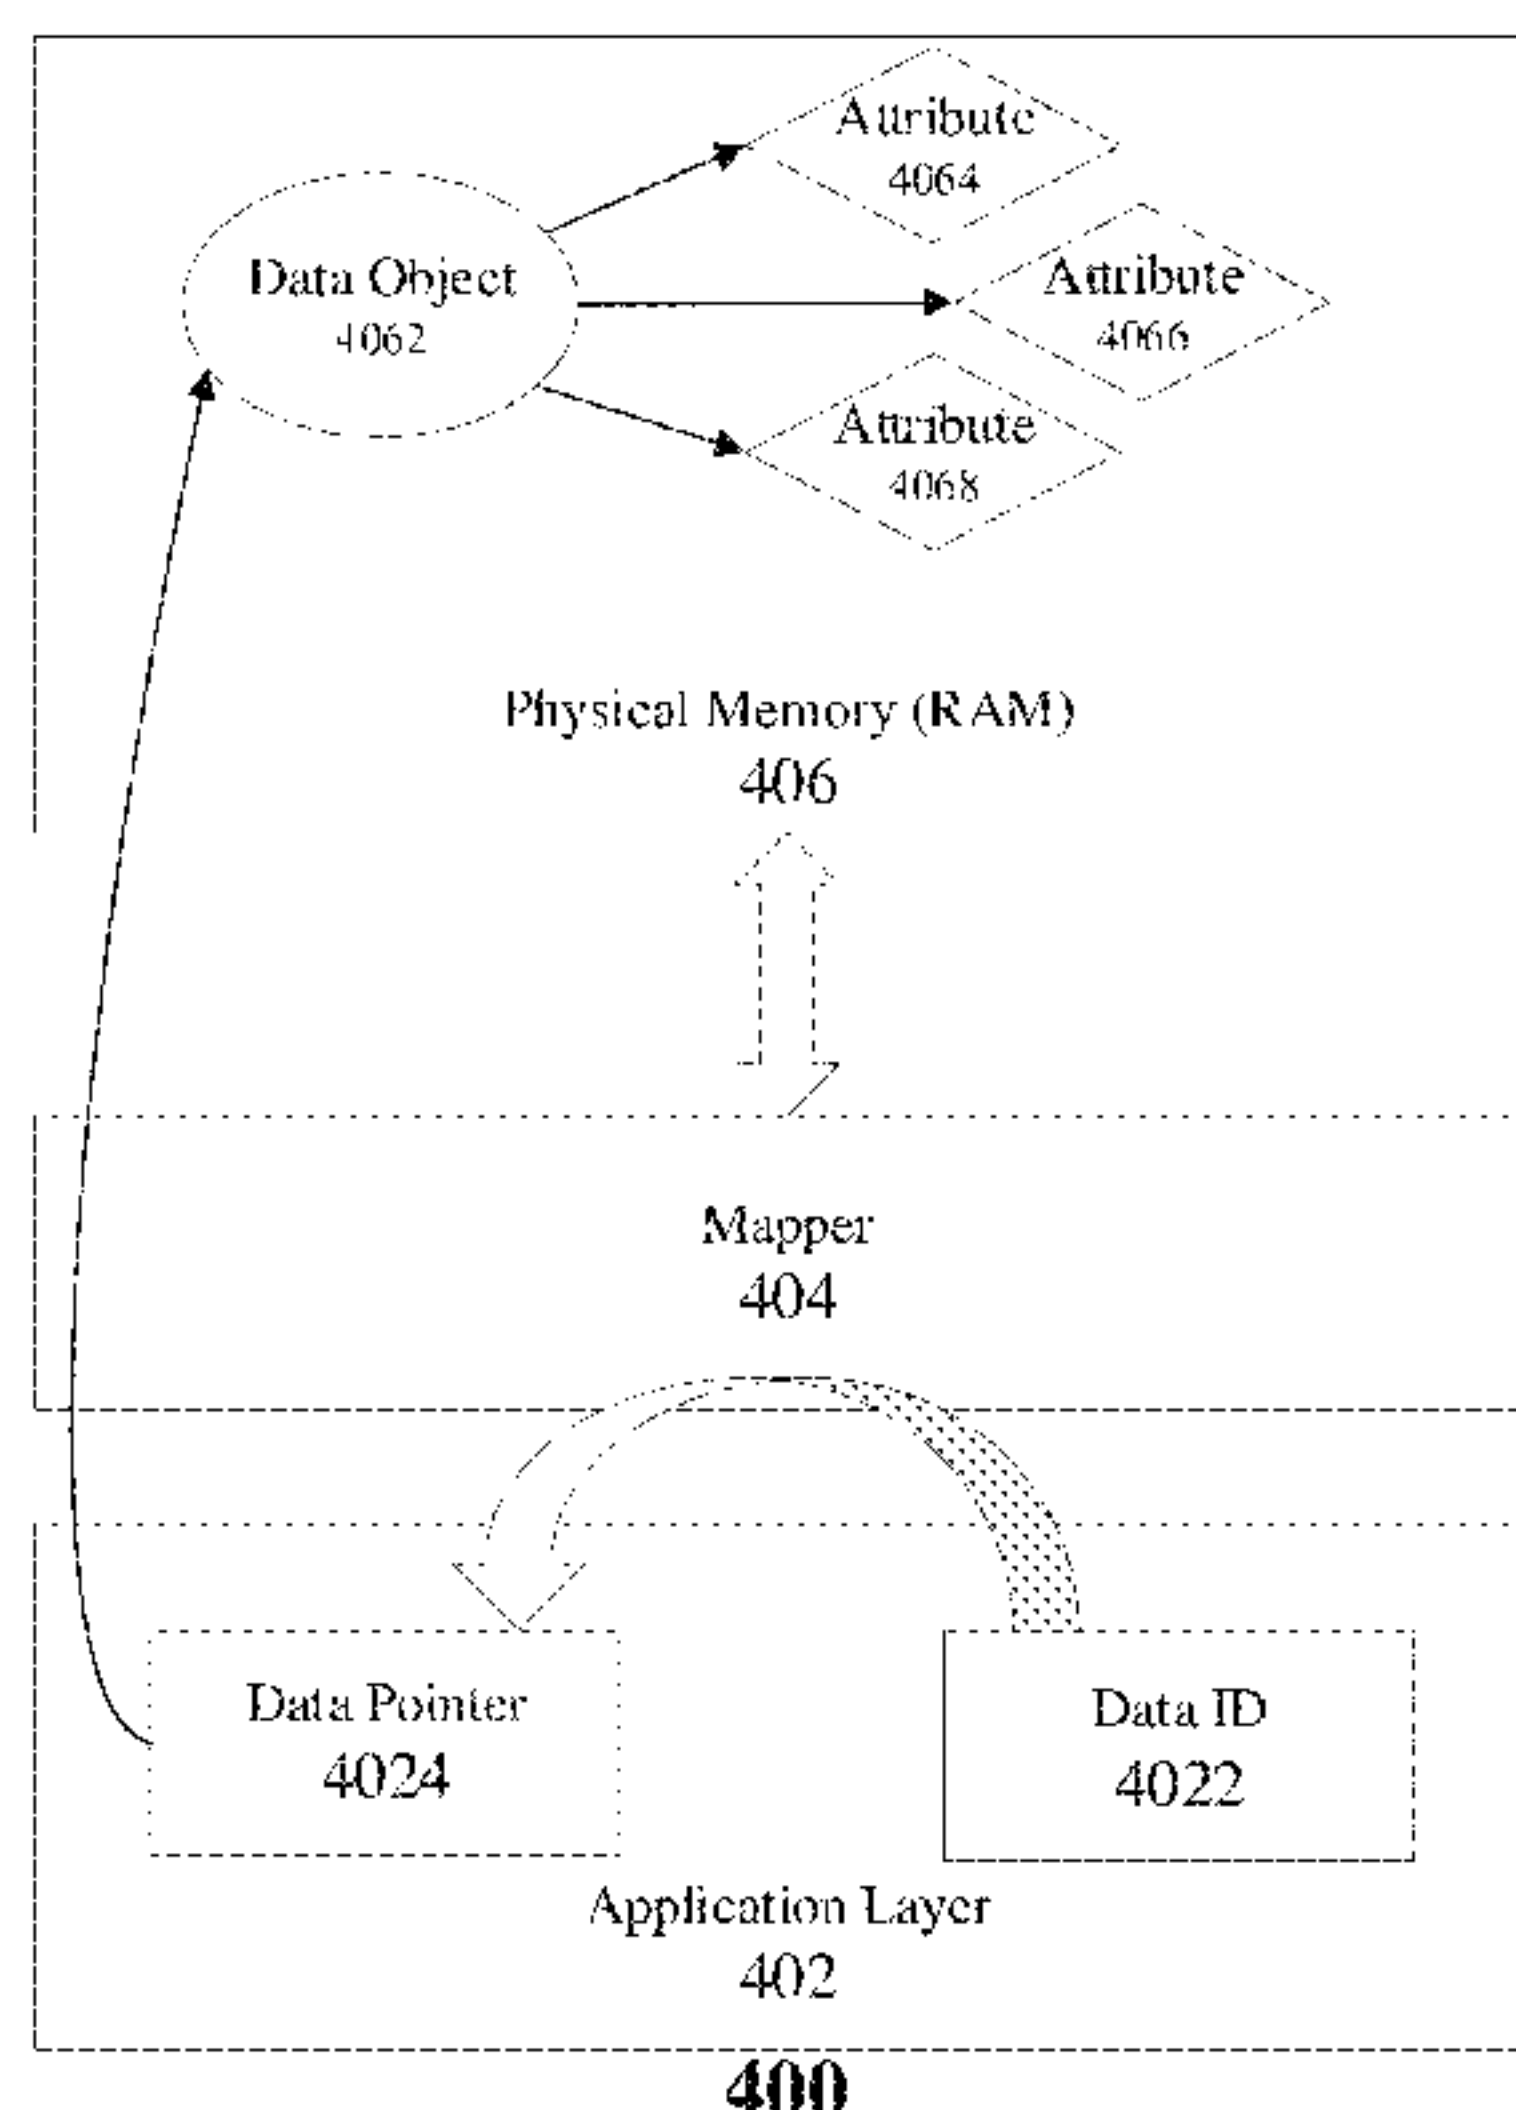 Attribute
4064
Data Object
4062
Attribute
4066
Attribute
4068
Physical Memory (RAM)
406
Mapper
404
Data Pointer
4024
Data ID
4022
Application Layer
402
400